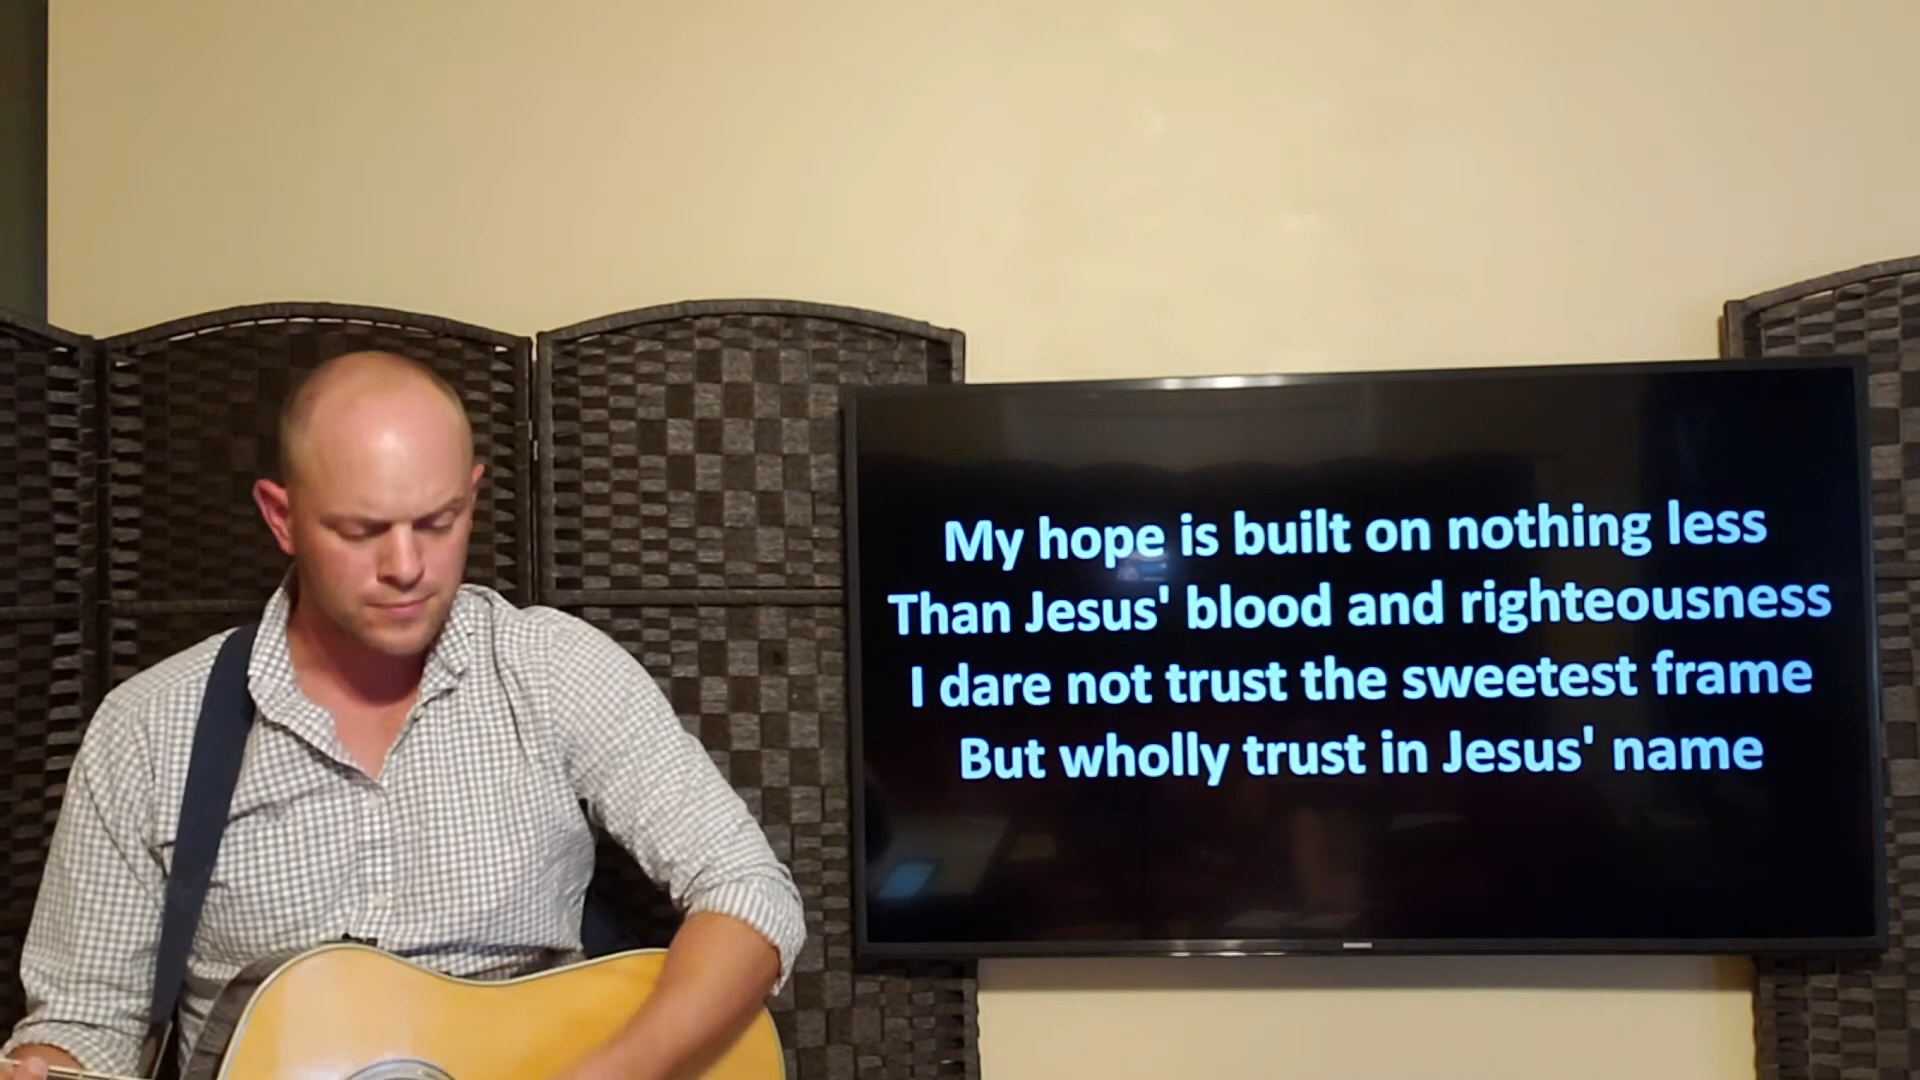 My hope is built on nothing less
Than Jesus' blood and righteousness
I dare not trust the sweetest frame
But wholly trust in Jesus' name